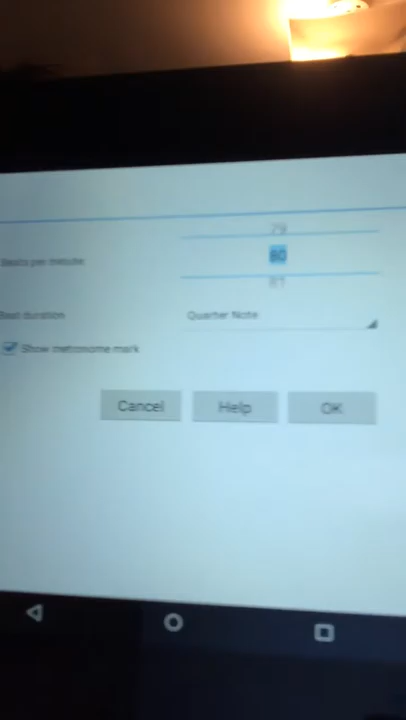 79
Beats per minute
80
81
Beat duration
Quarter Note
Show metronome mark
Cancel
Help
OK